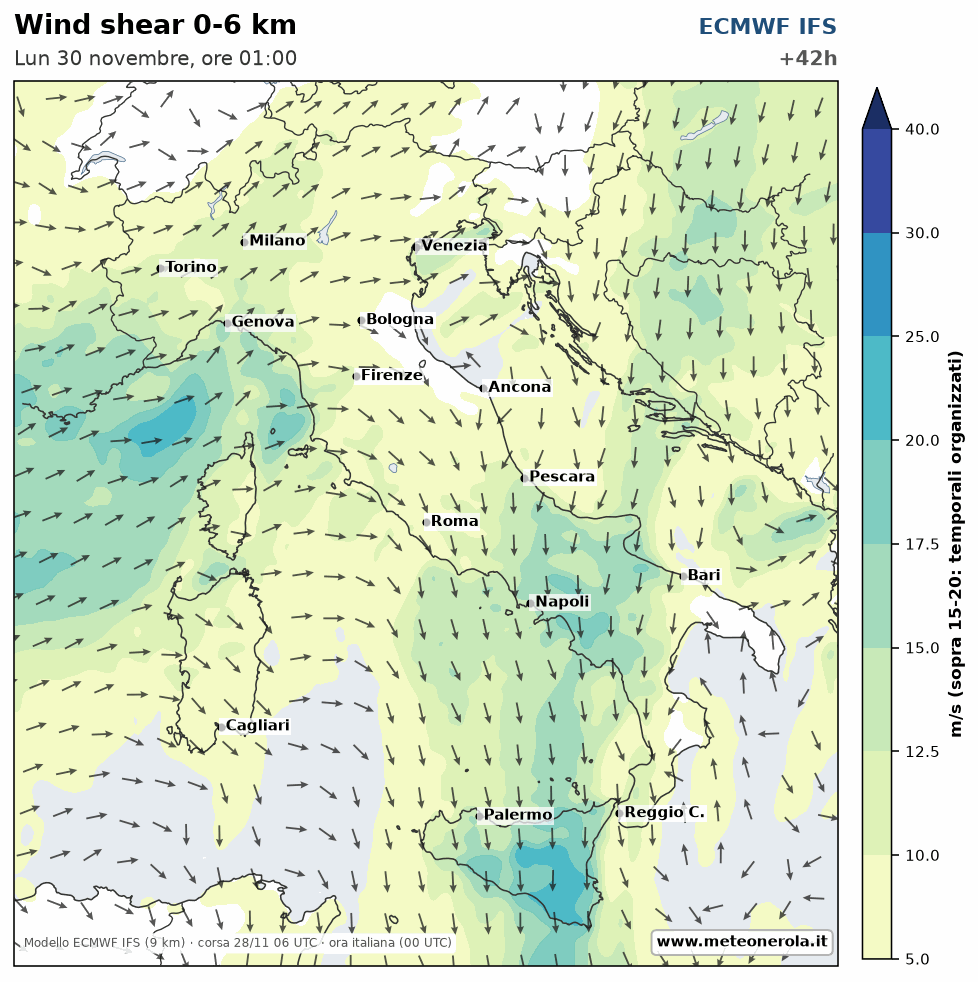 Wind shear 0-6 km
ECMWF IFS
Lun 30 novembre, ore 01:00
+42h
Milano
Venezia
Torino
Genova
Bologna
Firenze
Ancona
Pescara
Roma
Bari
Napoli
Cagliari
Palermo
Reggio C.
40.0
30.0
25.0
20.0
17.5
15.0
12.5
10.0
5.0
m/s (sopra 15-20: temporali organizzati)
Modello ECMWF IFS (9 km) · corsa 28/11 06 UTC · ora italiana (00 UTC)
www.meteonerola.it